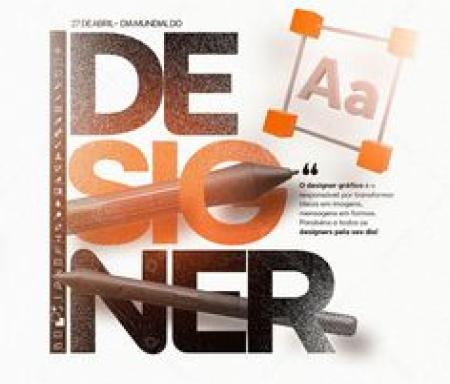 27 DE ABRIL - DIA MUNDIAL DO
DE
SIG
NER
Aa
O designer gráfico é o
responsável por transformar
ideias em imagens,
mensagens em formas.
Parabéns a todos os
designers pelo seu dia!